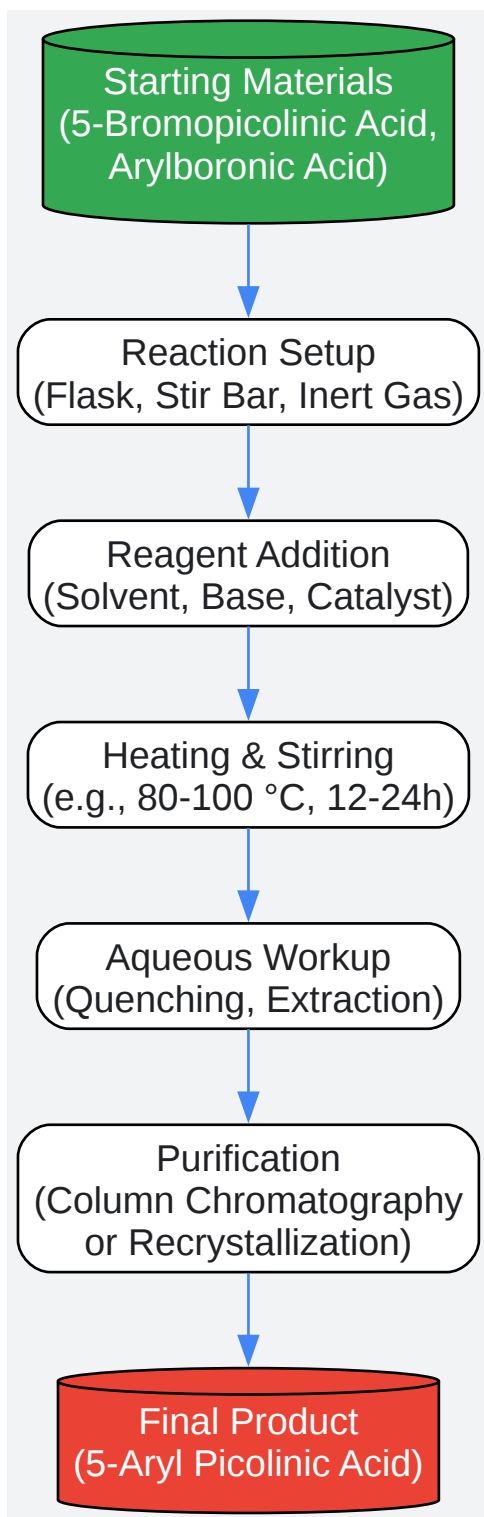 Starting Materials
(5-Bromopicolinic Acid,
Arylboronic Acid)
Reaction Setup
(Flask, Stir Bar, Inert Gas)
Reagent Addition
(Solvent, Base, Catalyst)
Heating & Stirring
(e.g., 80-100 °C, 12-24h)
Aqueous Workup
(Quenching, Extraction)
Purification
(Column Chromatography
or Recrystallization)
Final Product
(5-Aryl Picolinic Acid)